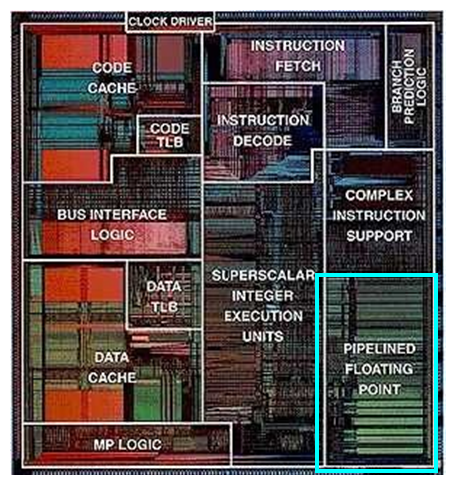 CLOCK DRIVER
CODE
CACHE
CODE
TLB
INSTRUCTION
FETCH
BRANCH
PREDICTION
LOGIC
INSTRUCTION
DECODE
BUS INTERFACE
LOGIC
COMPLEX
INSTRUCTION
SUPPORT
SUPERSCALAR
INTEGER
EXECUTION
UNITS
DATA
TLB
DATA
CACHE
PIPELINED
FLOATING
POINT
MP LOGIC